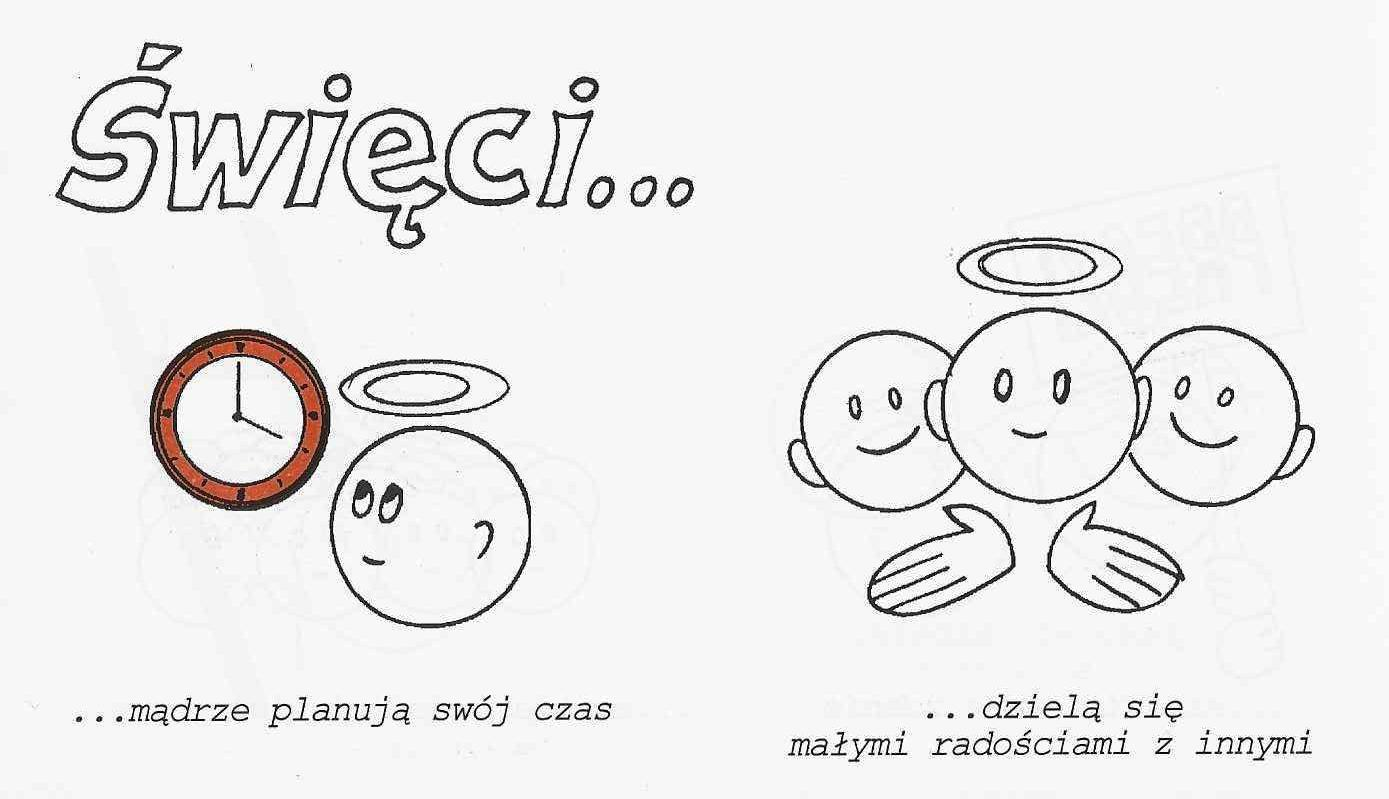 Święci...
...mądrze planują swój czas
...dzielą się
małymi radościami z innymi